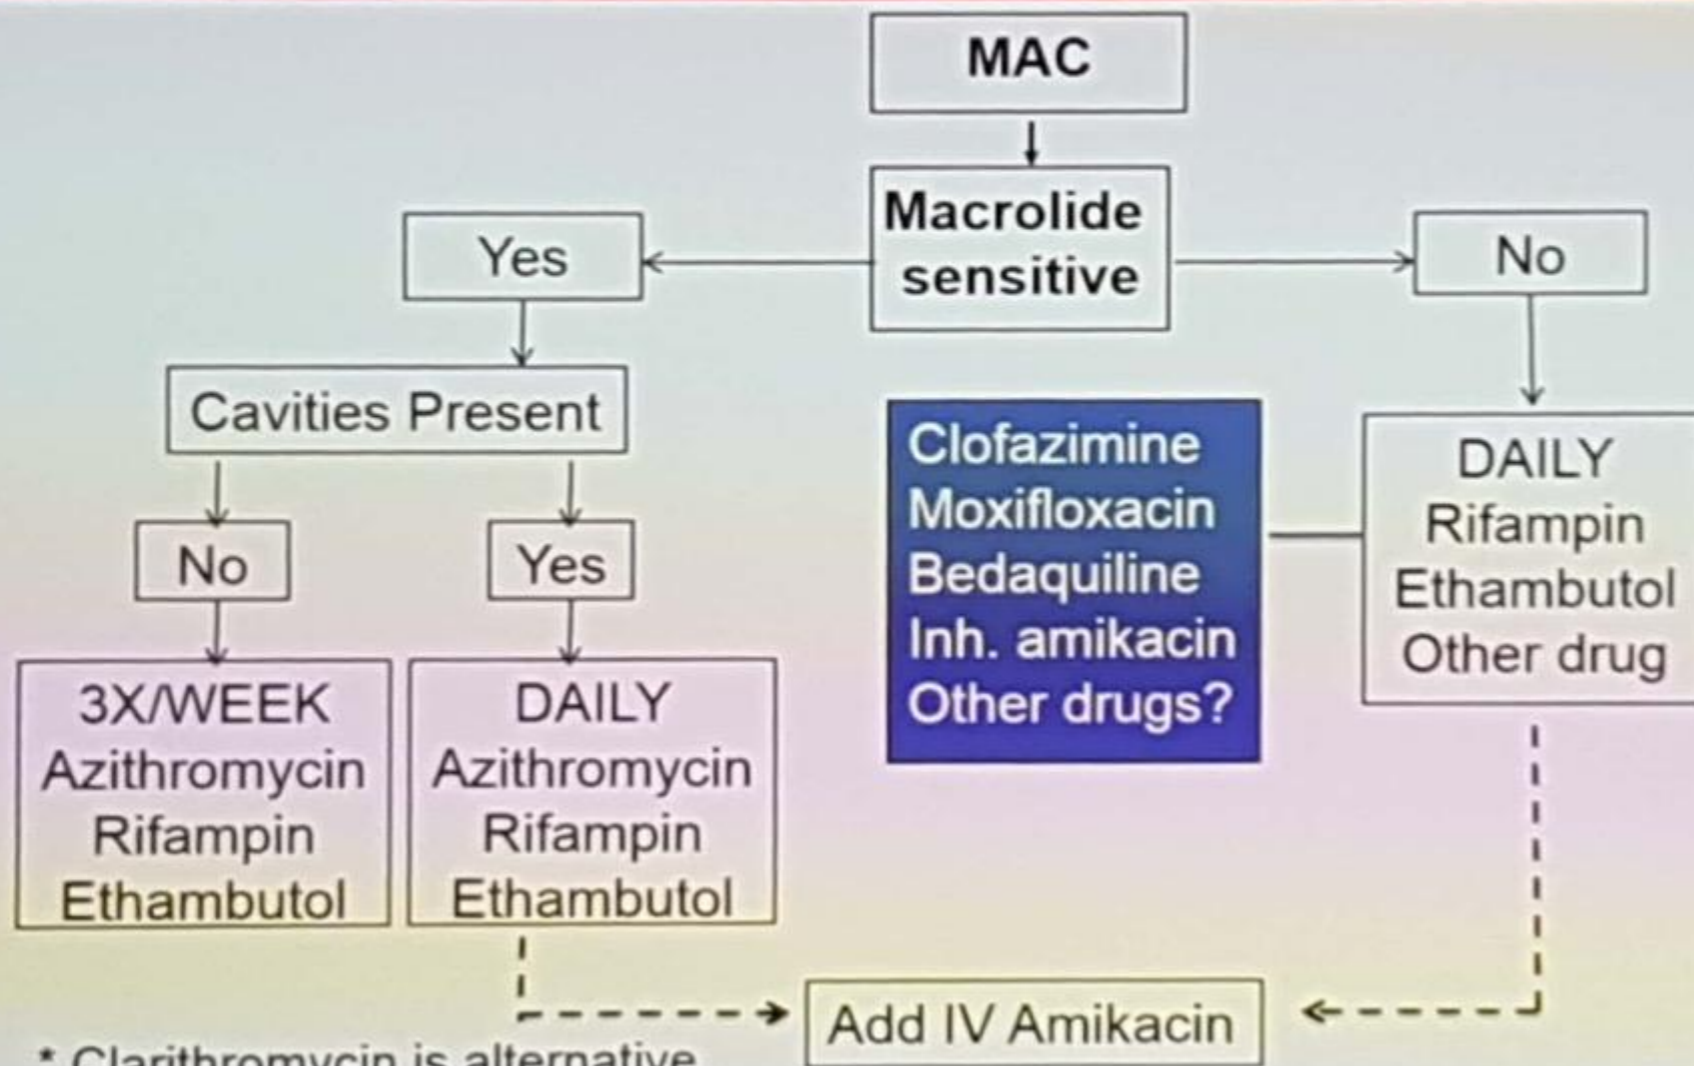 MAC
Macrolide
sensitive
Yes
No
Cavities Present
No
Yes
3X/WEEK
Azithromycin
Rifampin
Ethambutol
DAILY
Azithromycin
Rifampin
Ethambutol
Clofazimine
Moxifloxacin
Bedaquiline
Inh. amikacin
Other drugs?
DAILY
Rifampin
Ethambutol
Other drug
Add IV Amikacin
* Clarithromycin is alternative